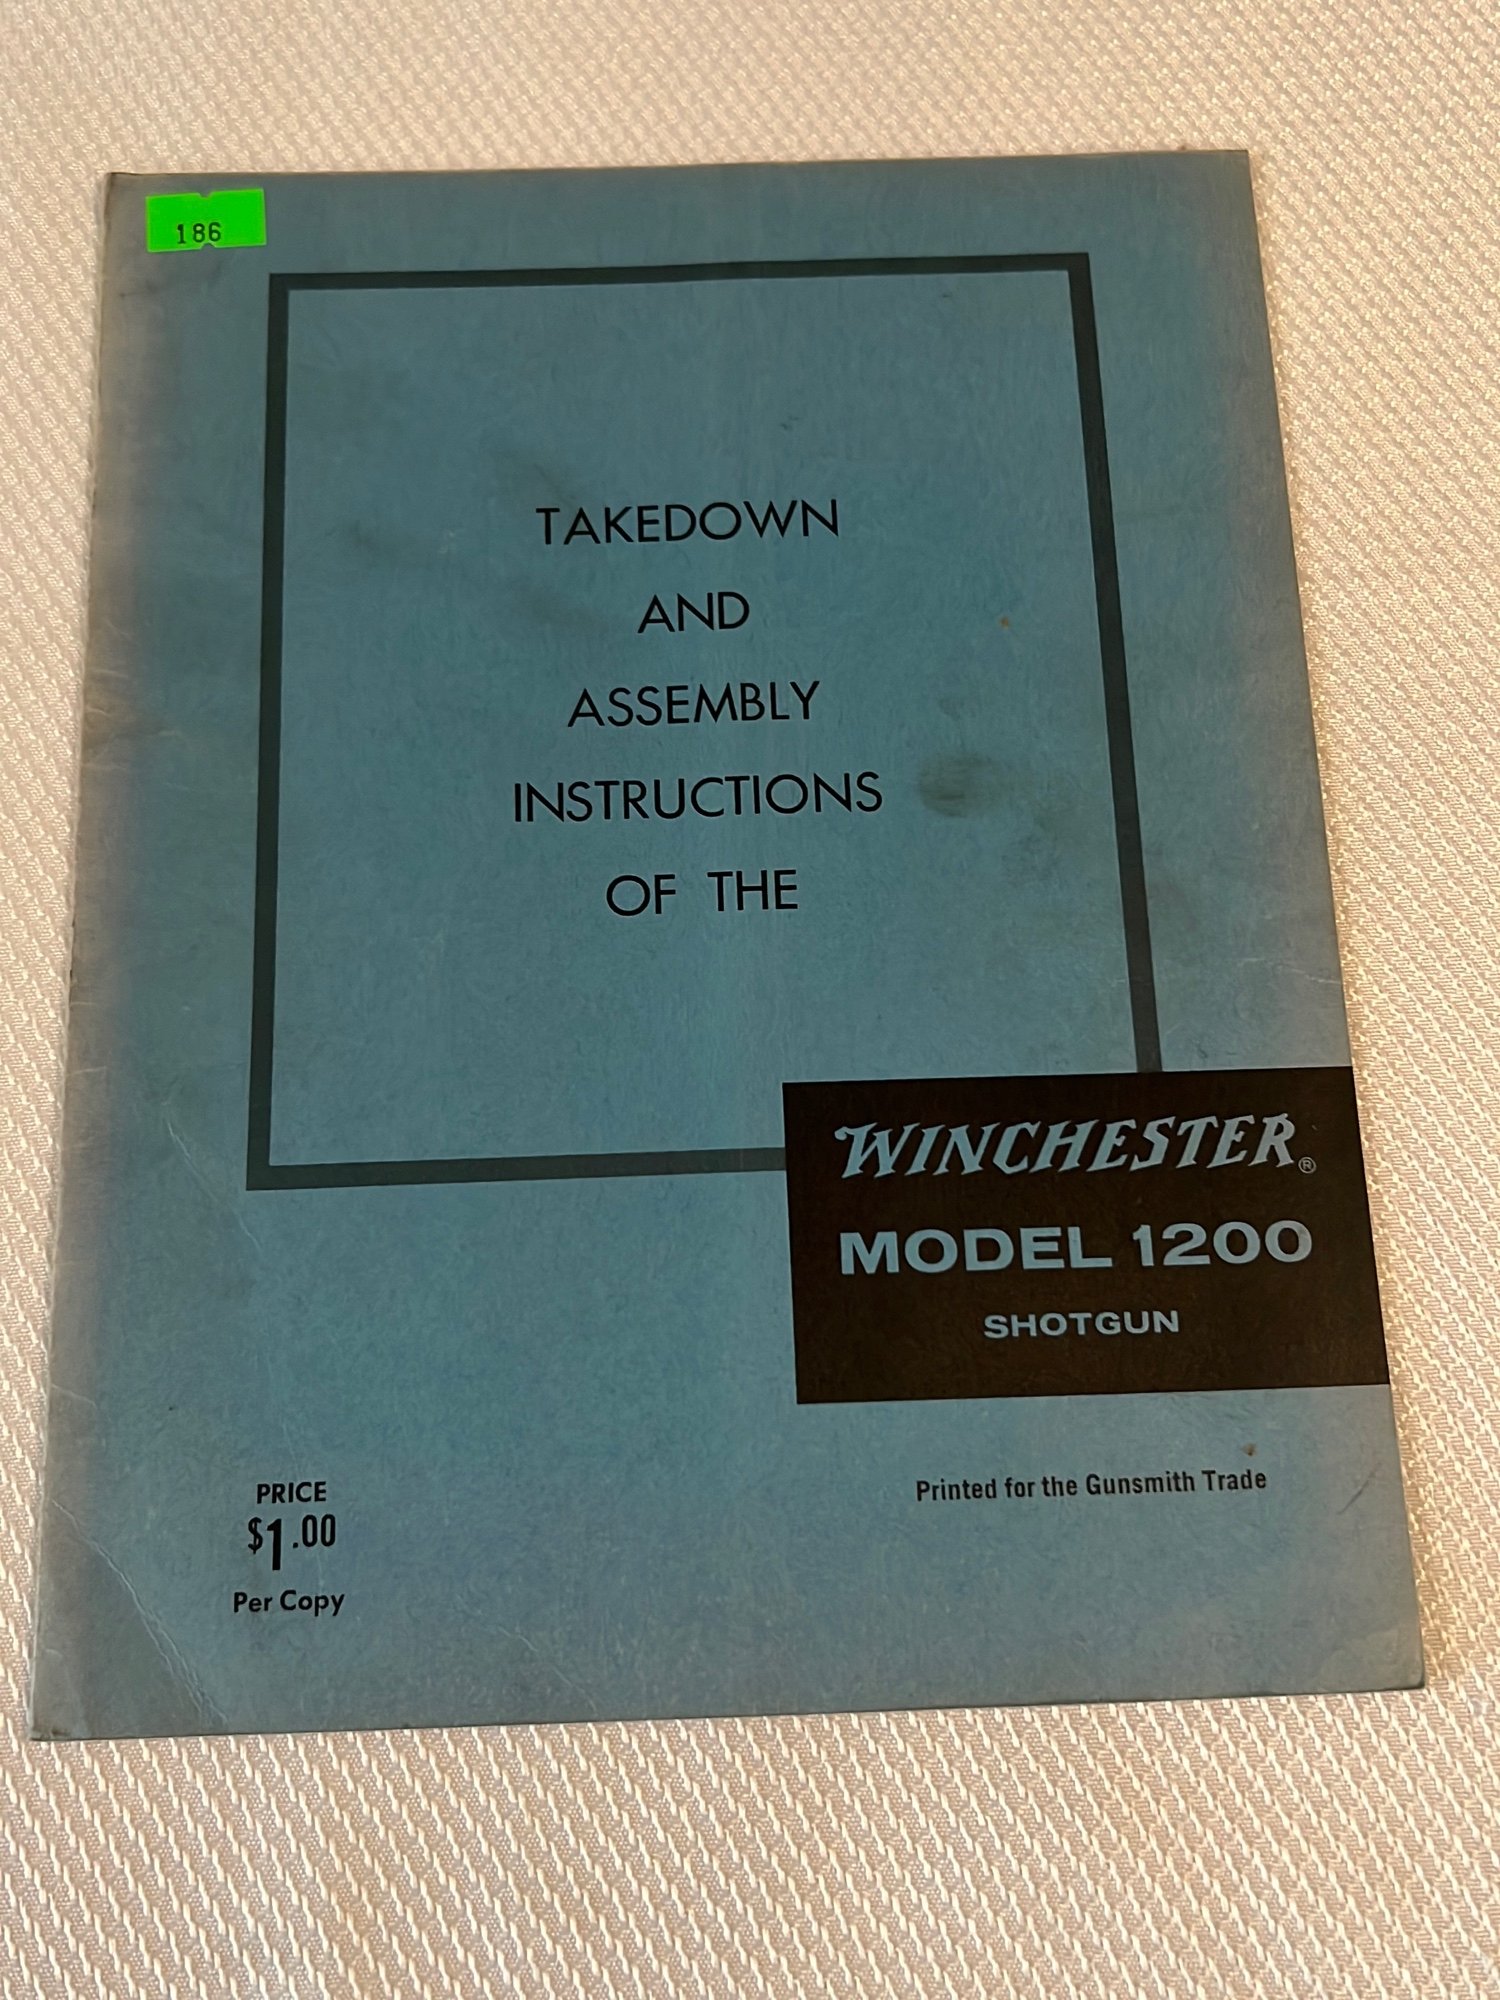 186
TAKEDOWN
AND
ASSEMBLY
INSTRUCTIONS
OF THE
WINCHESTER®
MODEL 1200
SHOTGUN
Printed for the Gunsmith Trade
PRICE
$1.00
Per Copy